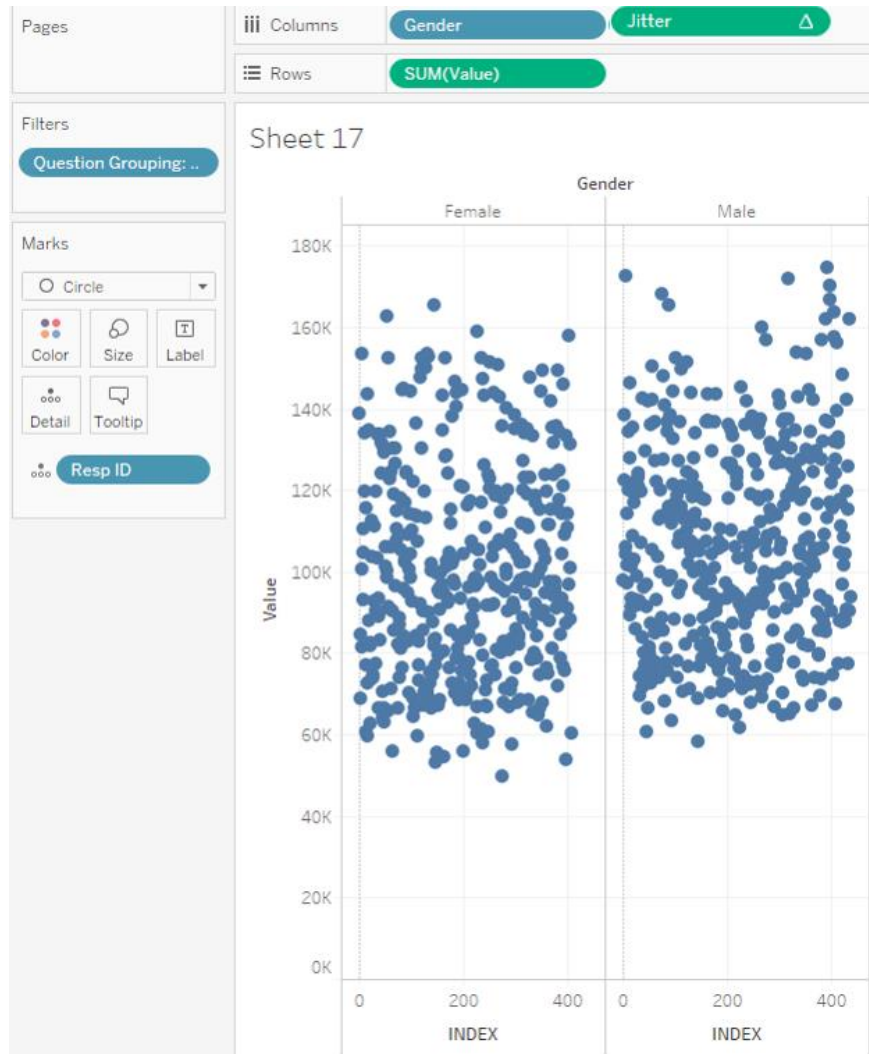 Pages
Columns
Gender
Jitter
Rows
SUM(Value)
Filters
Question Grouping: ..
Marks
Circle
Color
Size
Label
Detail
Tooltip
Resp ID
Sheet 17
Gender
Female
Male
180K
160K
140K
120K
100K
80K
60K
40K
20K
0K
Value
0
200
400
0
200
400
INDEX
INDEX